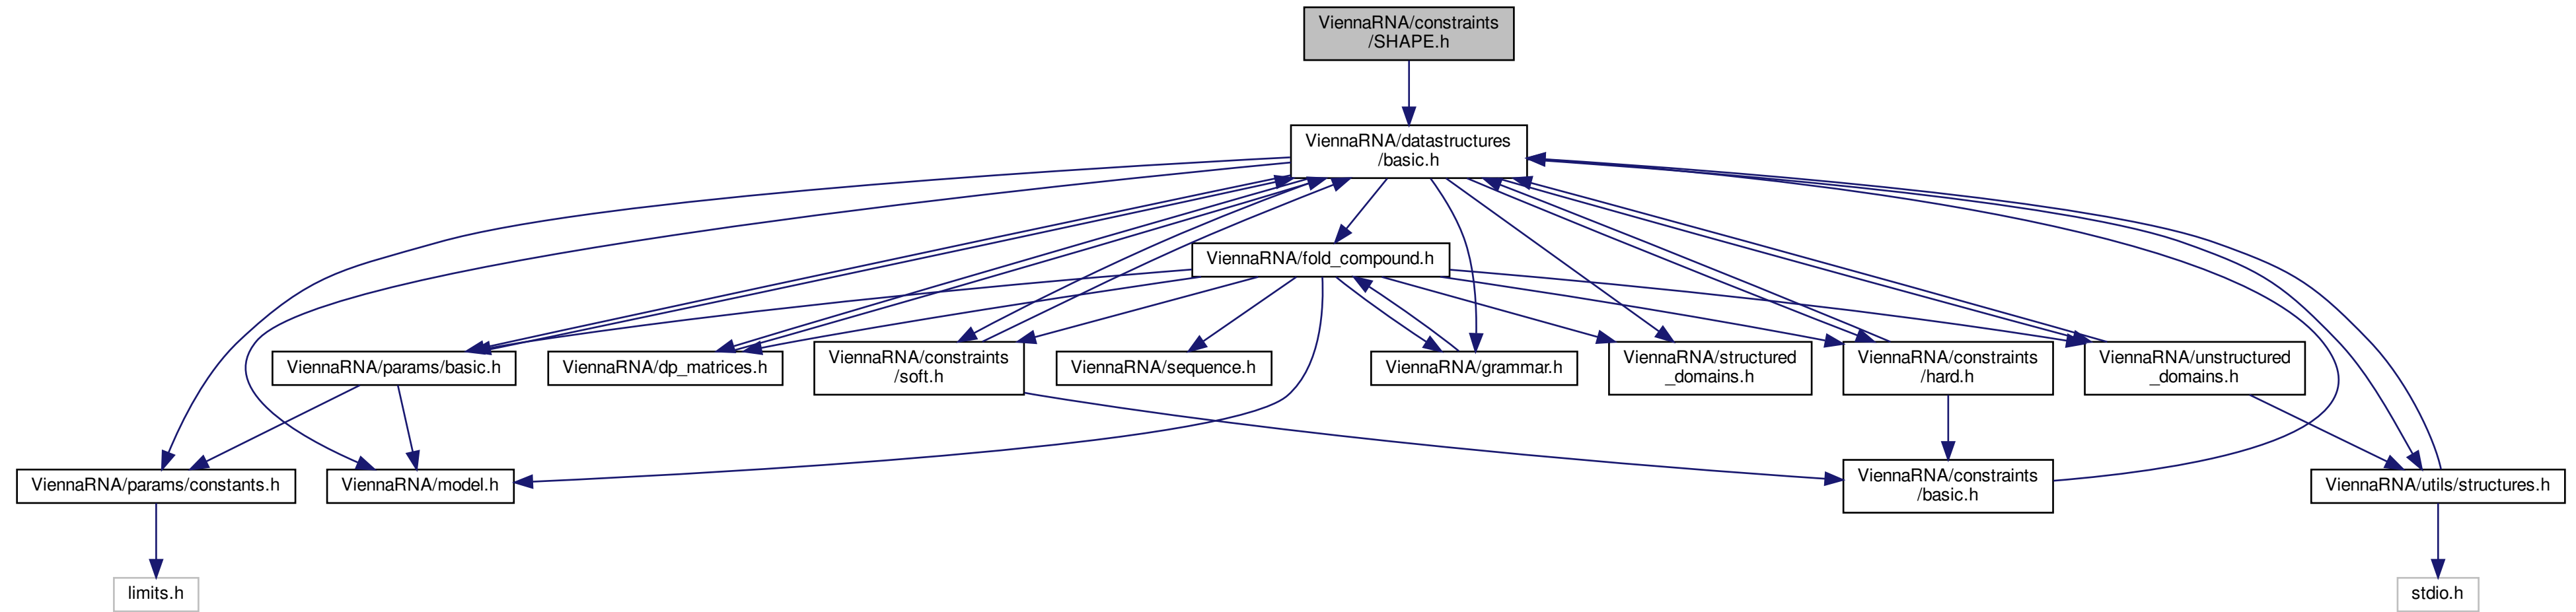 ViennaRNA/constraints
/SHAPE.h
ViennaRNA/datastructures
/basic.h
ViennaRNA/fold_compound.h
ViennaRNA/params/basic.h
ViennaRNA/dp_matrices.h
ViennaRNA/constraints
/soft.h
ViennaRNA/sequence.h
ViennaRNA/grammar.h
ViennaRNA/structured
_domains.h
ViennaRNA/constraints
/hard.h
ViennaRNA/unstructured
_domains.h
ViennaRNA/params/constants.h
ViennaRNA/model.h
ViennaRNA/constraints
/basic.h
ViennaRNA/utils/structures.h
limits.h
stdio.h